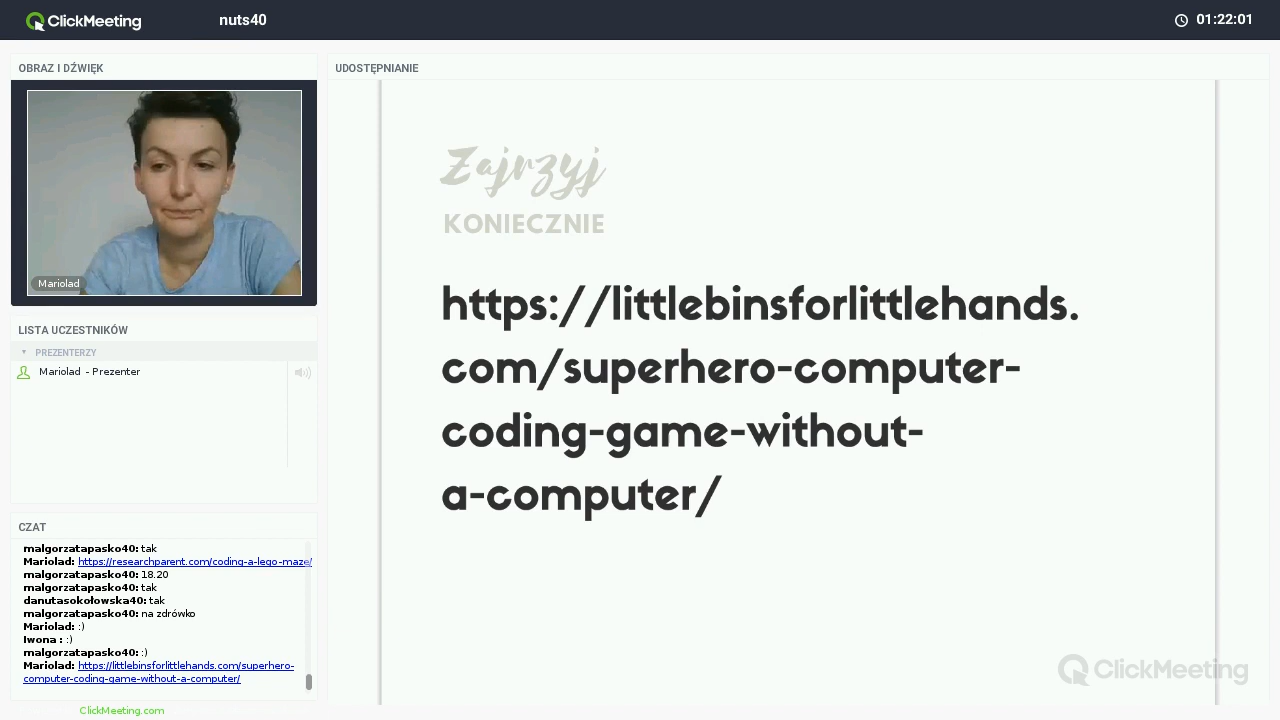 ClickMeeting
nuts40
01:22:01
OBRAZ I DŹWIĘK
Mariolad
LISTA UCZESTNIKÓW
PREZENTERZY
Mariolad - Prezenter
CZAT
malgorzatapasko40: tak
Mariolad: https://researchparent.com/coding-a-lego-maze/
malgorzatapasko40: 18.20
malgorzatapasko40: tak
danutasokołowska40: tak
malgorzatapasko40: na zdrówko
Mariolad: :)
Iwona : :)
malgorzatapasko40: :)
Mariolad: https://littlebinsforlittlehands.com/superhero-
computer-coding-game-without-a-computer/
ClickMeeting.com
UDOSTĘPNIANIE
Zajrzyj
KONIECZNIE
https://littlebinsforlittlehands.
com/superhero-computer-
coding-game-without-
a-computer/
ClickMeeting